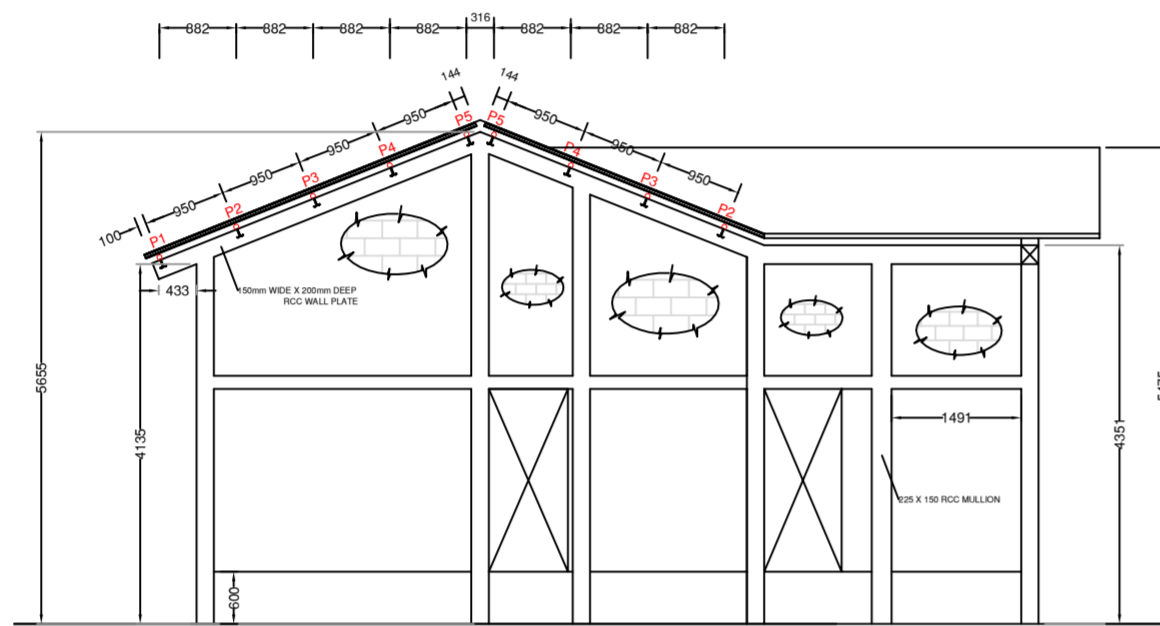 882 882 882 882 316 882 882 882
144 144
950 950 950 950 950 950 950
100
P1 P2 P3 P4 P5 P5 P4 P3 P2
433
150mm WIDE X 200mm DEEP
RCC WALL PLATE
5655
4135
600
1491
225 X 150 RCC MULLION
4351